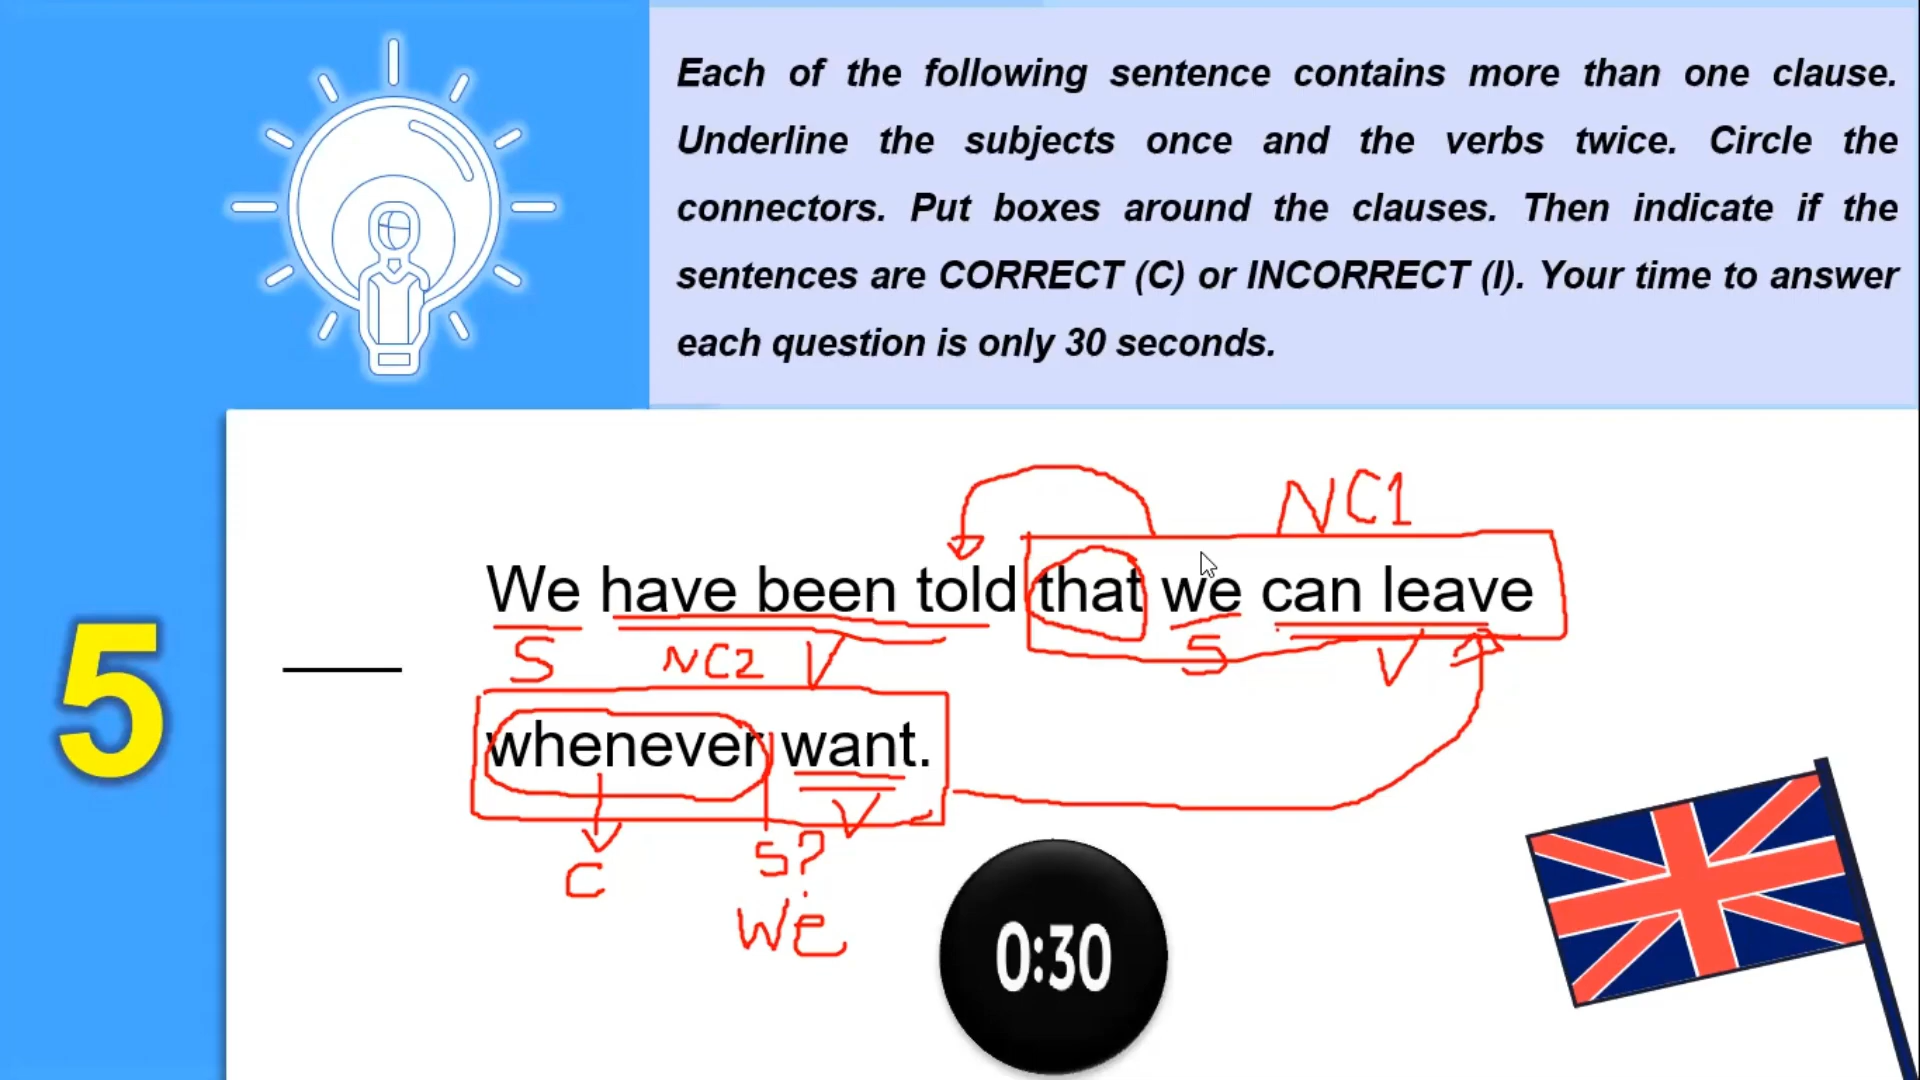 Each of the following sentence contains more than one clause.
Underline the subjects once and the verbs twice. Circle the
connectors. Put boxes around the clauses. Then indicate if the
sentences are CORRECT (C) or INCORRECT (I). Your time to answer
each question is only 30 seconds.
NC1
We have been told that we can leave
S NC2 V S V
5
whenever want.
V
C S?
We
0:30